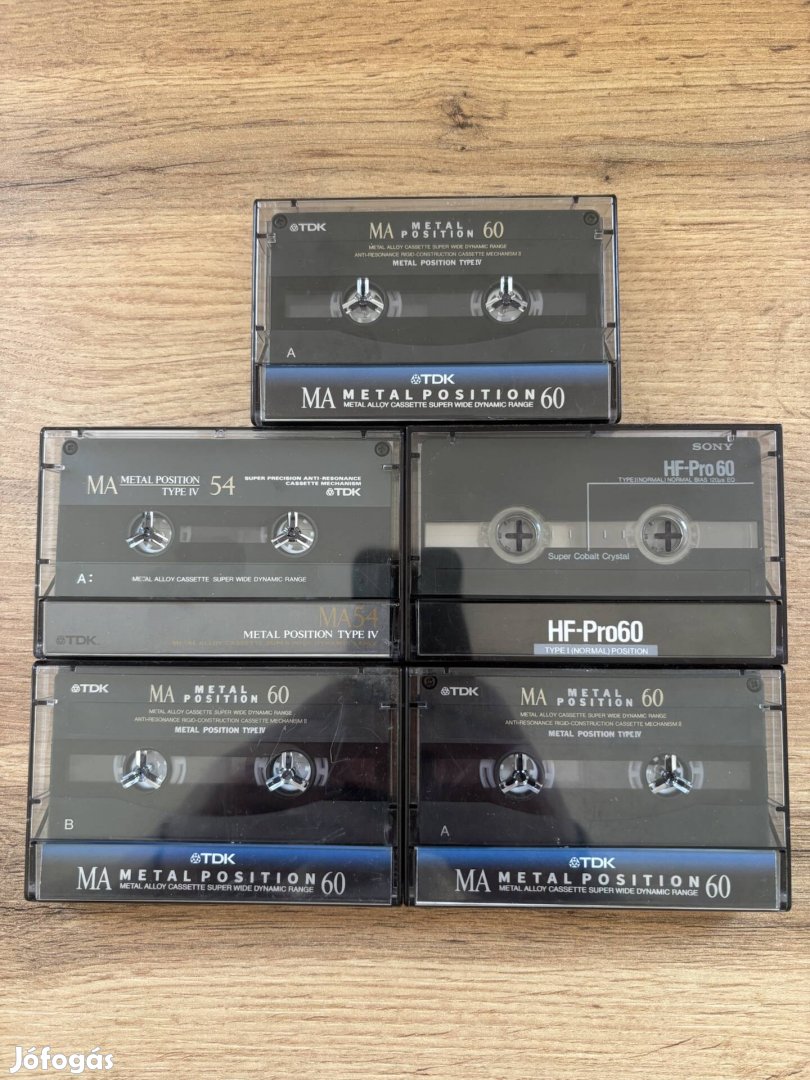 TDK MA METAL POSITION 60
METAL ALLOY CASSETTE SUPER WIDE DYNAMIC RANGE
ANTI-RESONANCE RIGID-CONSTRUCTION CASSETTE MECHANISM II
METAL POSITION TYPE IV
A
TDK
MA METAL POSITION 60
METAL ALLOY CASSETTE SUPER WIDE DYNAMIC RANGE
MA METAL POSITION TYPE IV 54
SUPER PRECISION ANTI-RESONANCE
CASSETTE MECHANISM
TDK
A:
METAL ALLOY CASSETTE SUPER WIDE DYNAMIC RANGE
MA54
METAL POSITION TYPE IV
TDK
SONY
HF-Pro 60
TYPE I (NORMAL) NORMAL BIAS 120µs EQ
Super Cobalt Crystal
HF-Pro60
TYPE I (NORMAL) POSITION
TDK MA METAL POSITION 60
METAL ALLOY CASSETTE SUPER WIDE DYNAMIC RANGE
ANTI-RESONANCE RIGID-CONSTRUCTION CASSETTE MECHANISM II
METAL POSITION TYPE IV
B
TDK
MA METAL POSITION 60
METAL ALLOY CASSETTE SUPER WIDE DYNAMIC RANGE
TDK MA METAL POSITION 60
METAL ALLOY CASSETTE SUPER WIDE DYNAMIC RANGE
ANTI-RESONANCE RIGID-CONSTRUCTION CASSETTE MECHANISM II
METAL POSITION TYPE IV
A
TDK
MA METAL POSITION 60
METAL ALLOY CASSETTE SUPER WIDE DYNAMIC RANGE
Jófogás